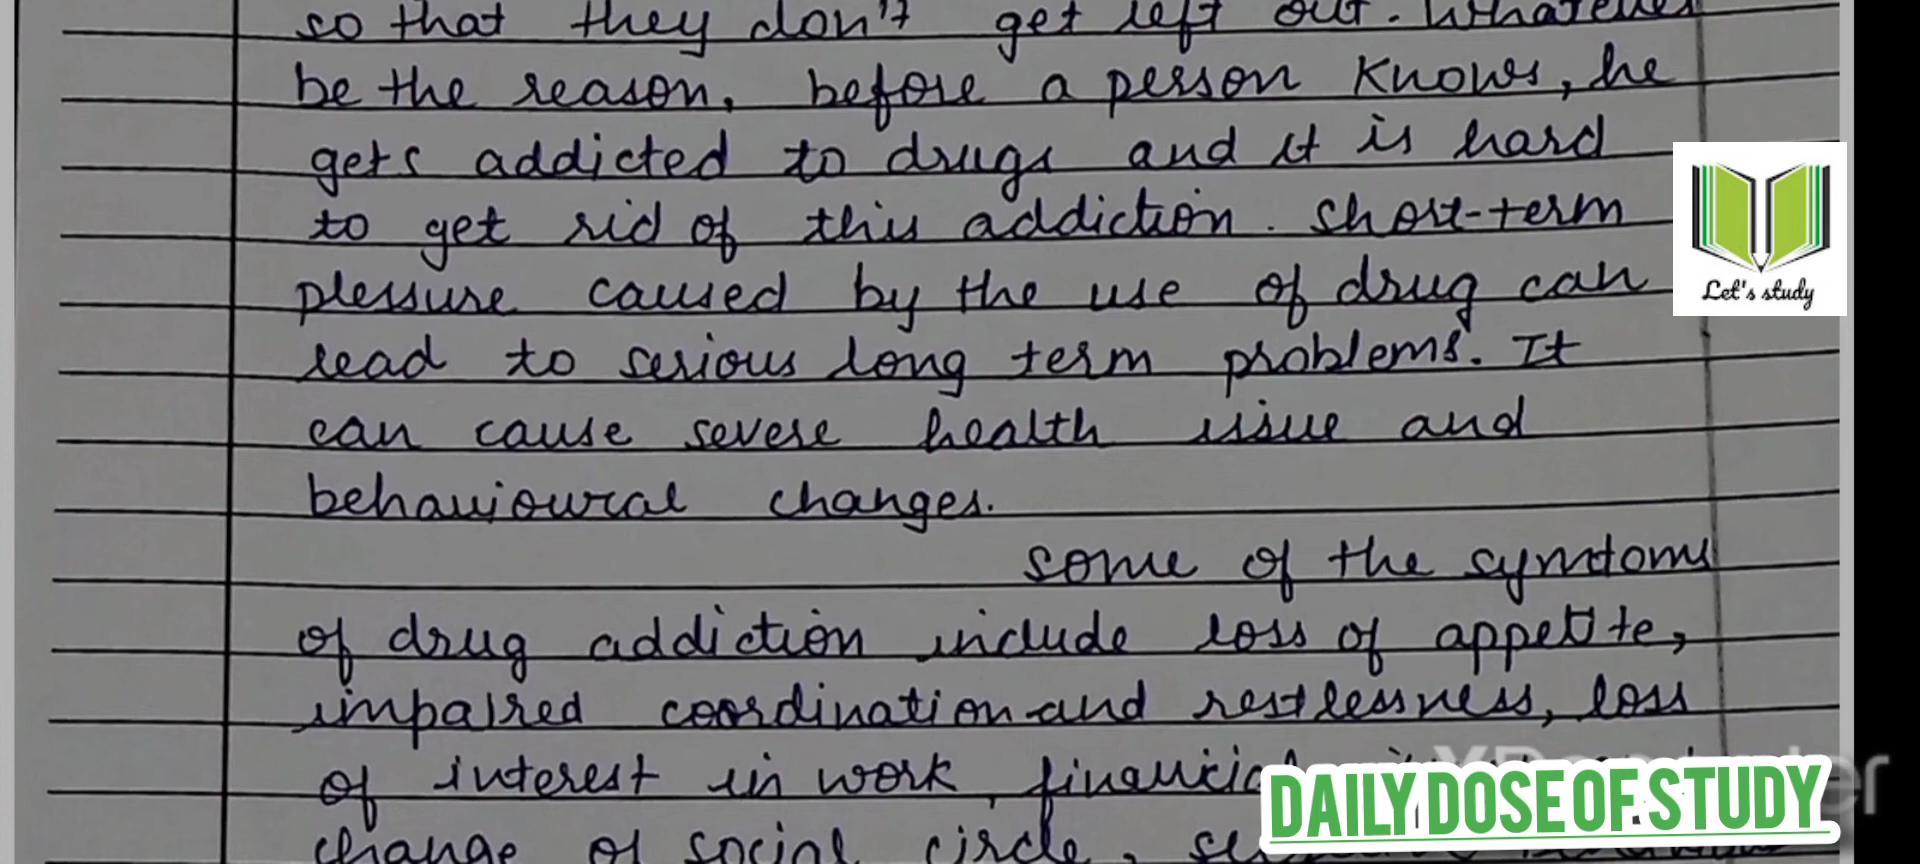 so that they don't get left out. Whatever
be the reason, before a person knows, he
gets addicted to drugs and it is hard
to get rid of this addiction. Short-term
plessure caused by the use of drug can
lead to serious long term problems. It
can cause severe health issue and
behavioural changes.
some of the symtoms
of drug addiction include loss of appetite,
impaired coordination and restlessness, loss
of interest in work, financial
change of social circle,
Let's study
DAILY DOSE OF STUDY